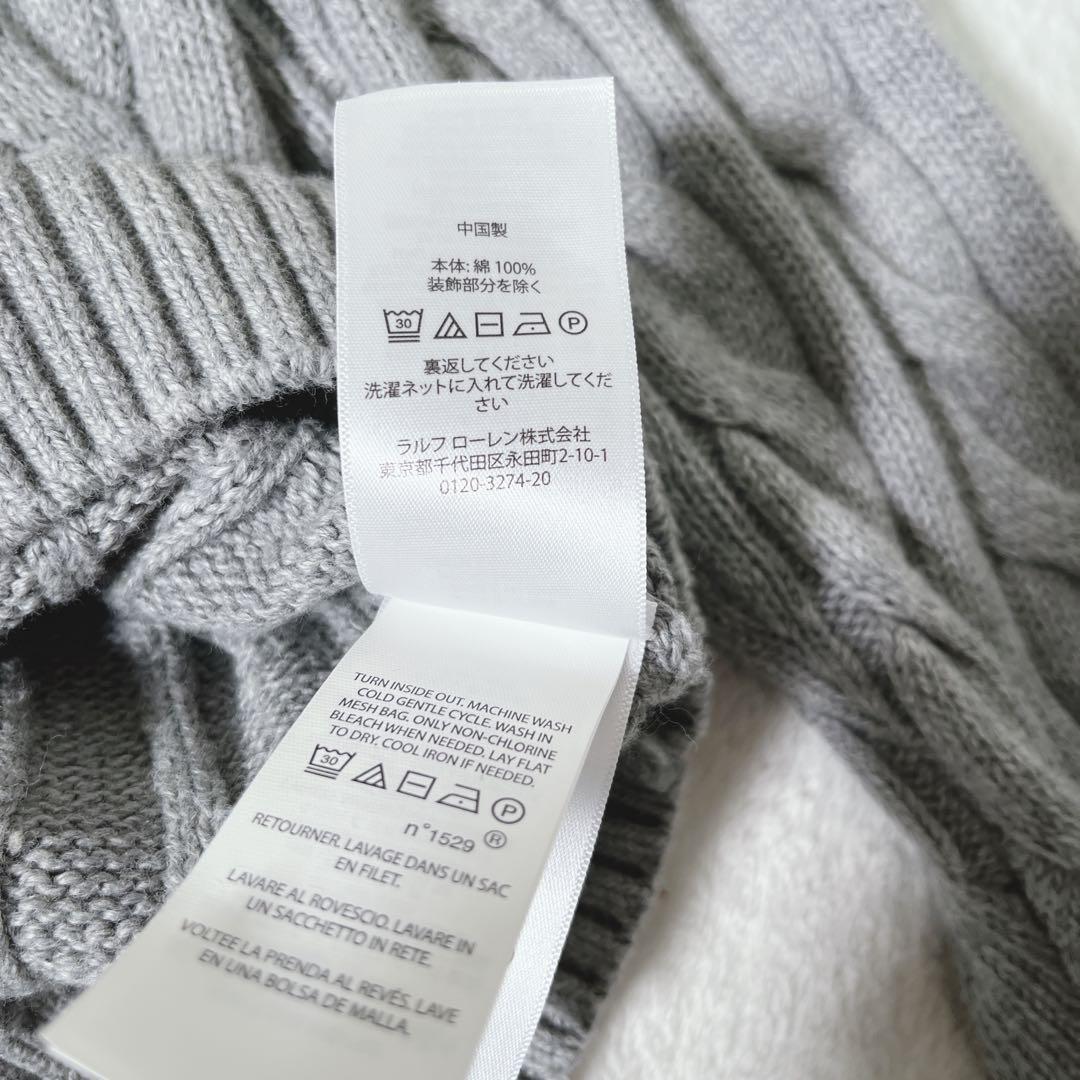 中国製
本体: 綿 100%
装飾部分を除く
30 P
裏返してください
洗濯ネットに入れて洗濯してくだ
さい
ラルフ ローレン株式会社
東京都千代田区永田町2-10-1
0120-3274-20
TURN INSIDE OUT. MACHINE WASH
COLD GENTLE CYCLE. WASH IN
MESH BAG. ONLY NON-CHLORINE
BLEACH WHEN NEEDED. LAY FLAT
TO DRY. COOL IRON IF NEEDED.
30 P
n°1529 ®
RETOURNER. LAVAGE DANS UN SAC
EN FILET.
LAVARE AL ROVESCIO. LAVARE IN
UN SACCHETTO IN RETE.
VOLTEE LA PRENDA AL REVÉS. LAVE
EN UNA BOLSA DE MALLA.